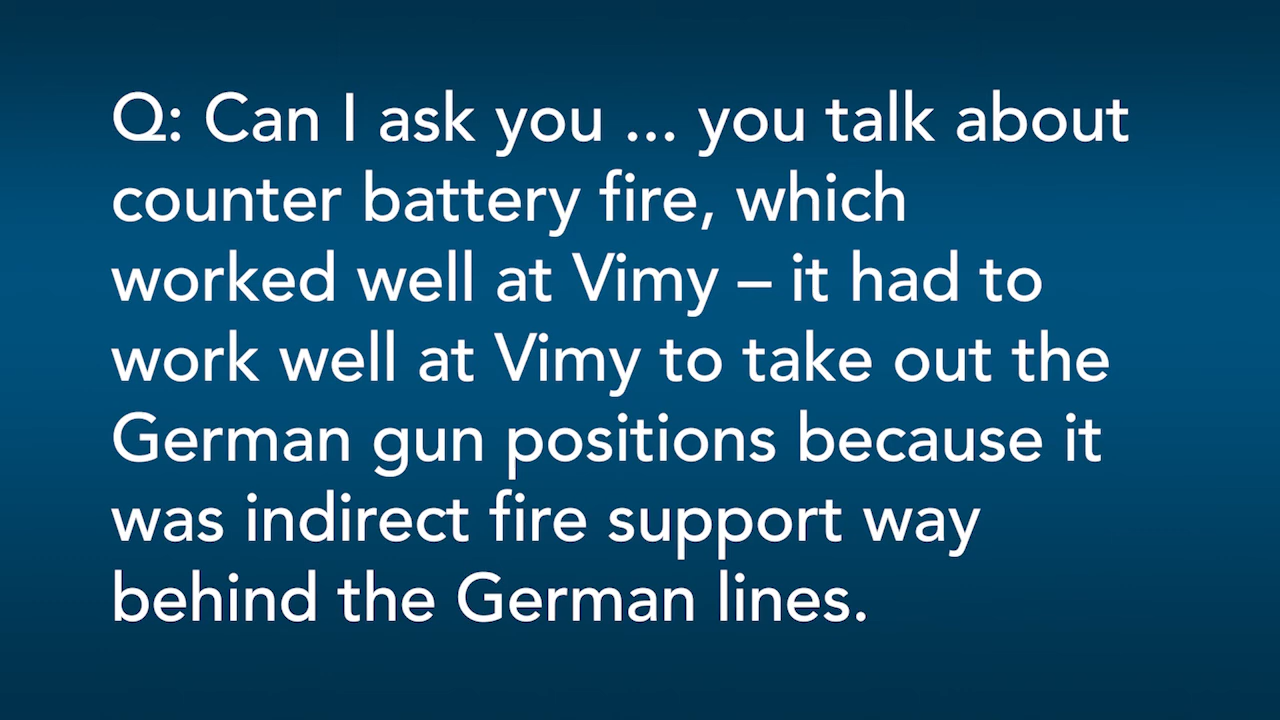 Q: Can I ask you ... you talk about
counter battery fire, which
worked well at Vimy – it had to
work well at Vimy to take out the
German gun positions because it
was indirect fire support way
behind the German lines.